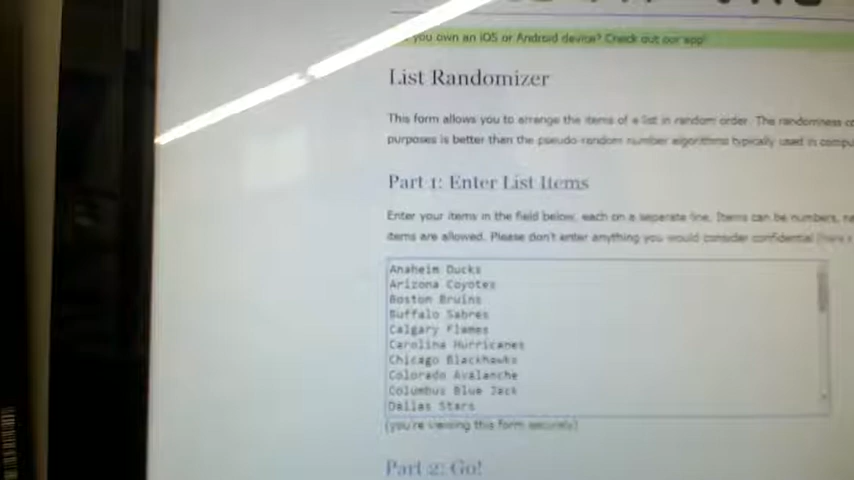 you own an iOS or Android device? Check out our app!
List Randomizer
This form allows you to arrange the items of a list in random order. The randomness
purposes is better than the pseudo-random number algorithms typically used in
Part 1: Enter List Items
Enter your items in the field below, each on a separate line. Items can be numbers,
items are allowed. Please don't enter anything you would consider confidential
Anaheim Ducks
Arizona Coyotes
Boston Bruins
Buffalo Sabres
Calgary Flames
Carolina Hurricanes
Chicago Blackhawks
Colorado Avalanche
Columbus Blue Jack
Dallas Stars
(you're viewing this form securely)
Part 2: Go!